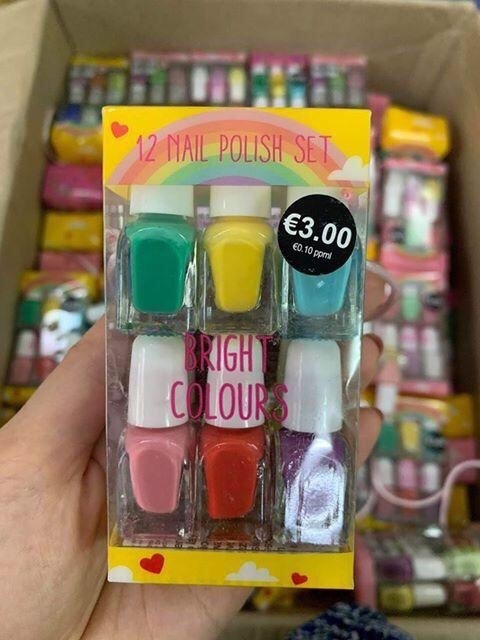 12 NAIL POLISH SET
€3.00
€0.10 ppml
BRIGHT
COLOURS